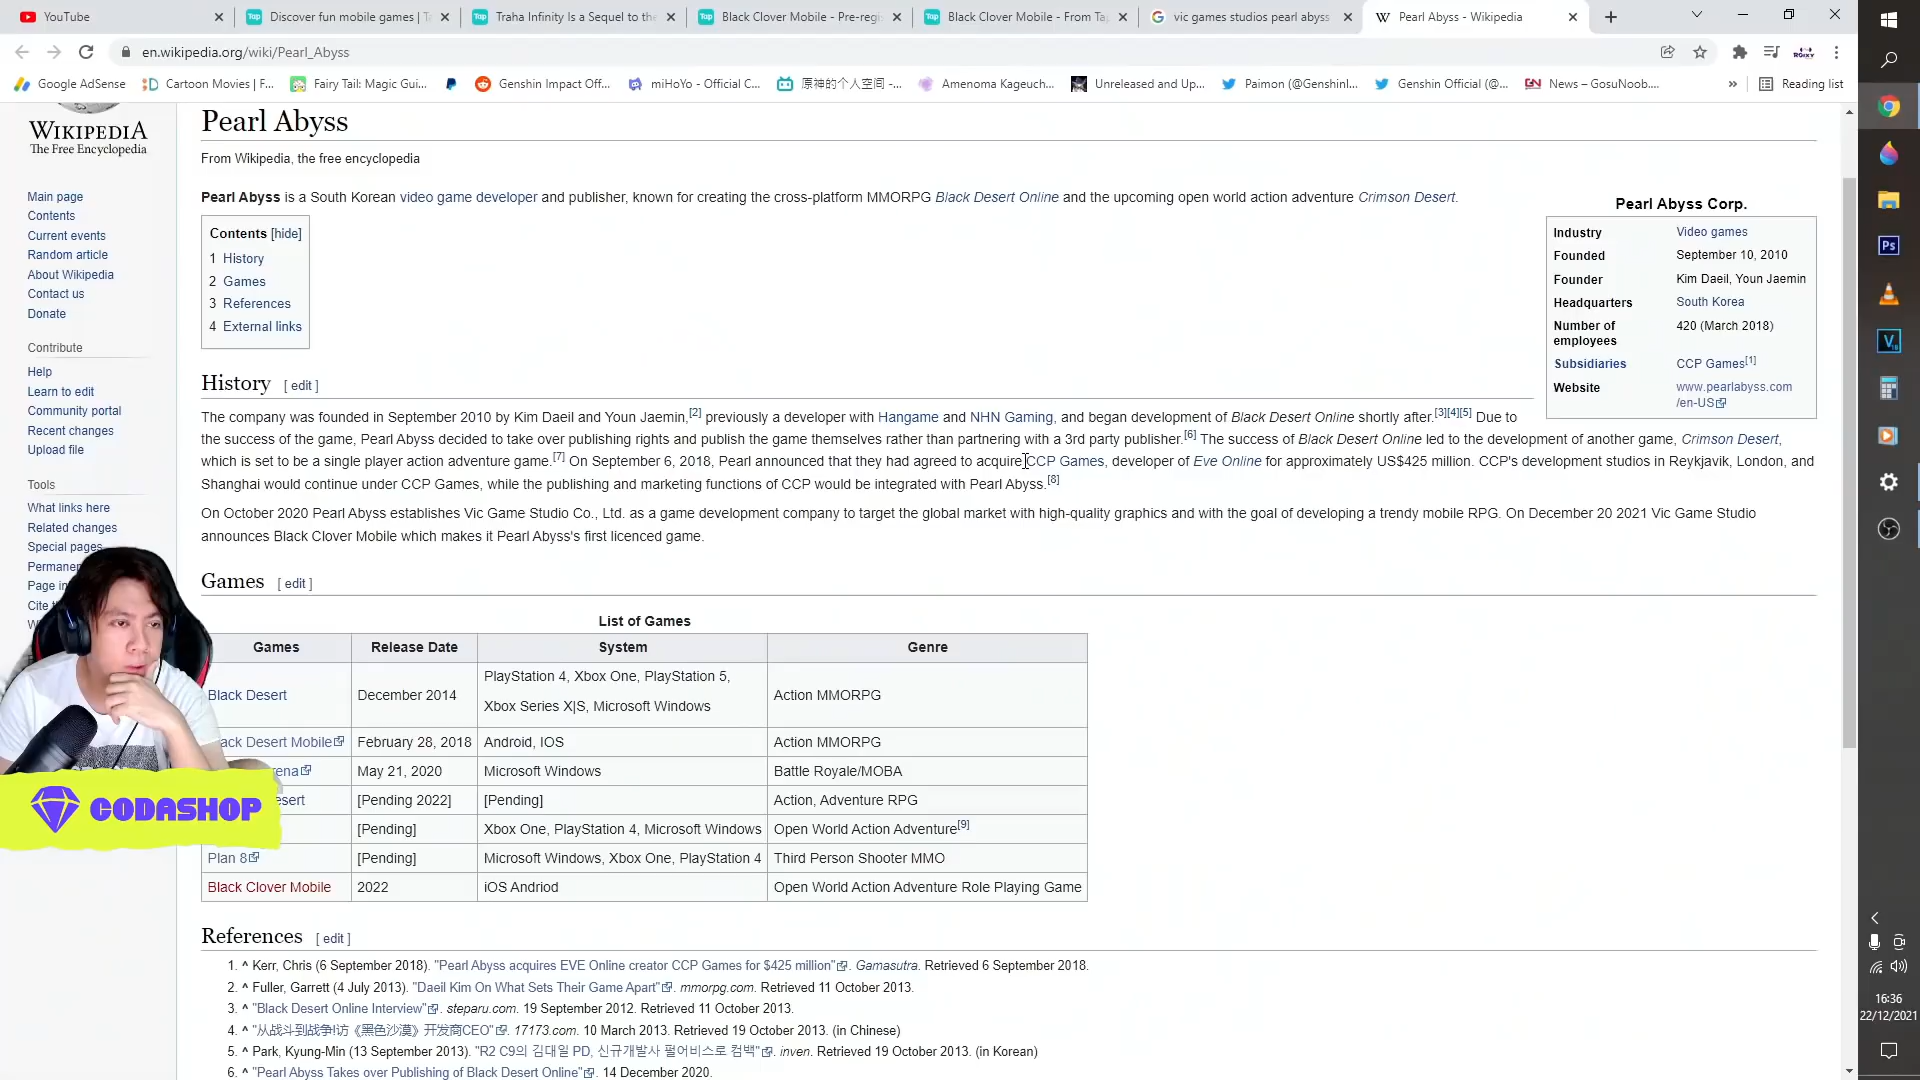 YouTube
Discover fun mobile games | T
Traha Infinity Is a Sequel to the
Black Clover Mobile - Pre-regi
Black Clover Mobile - From Tap
vic games studios pearl abyss
Pearl Abyss - Wikipedia
en.wikipedia.org/wiki/Pearl_Abyss
Google AdSense
Cartoon Movies | F...
Fairy Tail: Magic Gui...
Genshin Impact Off...
miHoYo - Official C...
原神的个人空间 -...
Amenoma Kageuch...
Unreleased and Up...
Paimon (@Genshinl...
Genshin Official (@...
News – GosuNoob....
»
Reading list
WIKIPEDIA
The Free Encyclopedia
Main page
Contents
Current events
Random article
About Wikipedia
Contact us
Donate
Contribute
Help
Learn to edit
Community portal
Recent changes
Upload file
Tools
What links here
Related changes
Special pages
Permanen
Page in
Cite t
W
Pearl Abyss
From Wikipedia, the free encyclopedia
Pearl Abyss is a South Korean video game developer and publisher, known for creating the cross-platform MMORPG Black Desert Online and the upcoming open world action adventure Crimson Desert.
Contents [hide]
1 History
2 Games
3 References
4 External links
Pearl Abyss Corp.
Industry Video games
Founded September 10, 2010
Founder Kim Daeil, Youn Jaemin
Headquarters South Korea
Number of 420 (March 2018)
employees
Subsidiaries CCP Games[1]
Website www.pearlabyss.com
/en-US
History [ edit ]
The company was founded in September 2010 by Kim Daeil and Youn Jaemin,[2] previously a developer with Hangame and NHN Gaming, and began development of Black Desert Online shortly after.[3][4][5] Due to
the success of the game, Pearl Abyss decided to take over publishing rights and publish the game themselves rather than partnering with a 3rd party publisher.[6] The success of Black Desert Online led to the development of another game, Crimson Desert,
which is set to be a single player action adventure game.[7] On September 6, 2018, Pearl announced that they had agreed to acquire CCP Games, developer of Eve Online for approximately US$425 million. CCP's development studios in Reykjavik, London, and
Shanghai would continue under CCP Games, while the publishing and marketing functions of CCP would be integrated with Pearl Abyss.[8]
On October 2020 Pearl Abyss establishes Vic Game Studio Co., Ltd. as a game development company to target the global market with high-quality graphics and with the goal of developing a trendy mobile RPG. On December 20 2021 Vic Game Studio
announces Black Clover Mobile which makes it Pearl Abyss's first licenced game.
Games [ edit ]
List of Games
Games Release Date System Genre
Black Desert December 2014 PlayStation 4, Xbox One, PlayStation 5, Action MMORPG
Xbox Series X|S, Microsoft Windows
ack Desert Mobile February 28, 2018 Android, IOS Action MMORPG
ena May 21, 2020 Microsoft Windows Battle Royale/MOBA
esert [Pending 2022] [Pending] Action, Adventure RPG
[Pending] Xbox One, PlayStation 4, Microsoft Windows Open World Action Adventure[9]
Plan 8 [Pending] Microsoft Windows, Xbox One, PlayStation 4 Third Person Shooter MMO
Black Clover Mobile 2022 iOS Andriod Open World Action Adventure Role Playing Game
CODASHOP
References [ edit ]
1. ^ Kerr, Chris (6 September 2018). "Pearl Abyss acquires EVE Online creator CCP Games for $425 million". Gamasutra. Retrieved 6 September 2018.
2. ^ Fuller, Garrett (4 July 2013). "Daeil Kim On What Sets Their Game Apart". mmorpg.com. Retrieved 11 October 2013.
3. ^ "Black Desert Online Interview". steparu.com. 19 September 2012. Retrieved 11 October 2013.
4. ^ "从战斗到战争!访《黑色沙漠》开发商CEO". 17173.com. 10 March 2013. Retrieved 19 October 2013. (in Chinese)
5. ^ Park, Kyung-Min (13 September 2013). "R2 C9의 김대일 PD, 신규개발사 펄어비스로 컴백". inven. Retrieved 19 October 2013. (in Korean)
6. ^ "Pearl Abyss Takes over Publishing of Black Desert Online". 14 December 2020.
Ps
16:36
22/12/2021